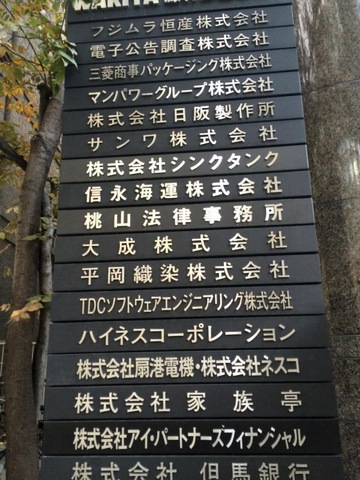 フジムラ恒産株式会社
電子公告調査株式会社
三菱商事パッケージング株式会社
マンパワーグループ株式会社
株式会社日阪製作所
サンワ株式会社
株式会社シンクタンク
信永海運株式会社
桃山法律事務所
大成株式会社
平岡織染株式会社
TDCソフトウェアエンジニアリング株式会社
ハイネスコーポレーション
株式会社扇港電機・株式会社ネスコ
株式会社 家族亭
株式会社アイ・パートナーズフィナンシャル
株式会社 但馬銀行